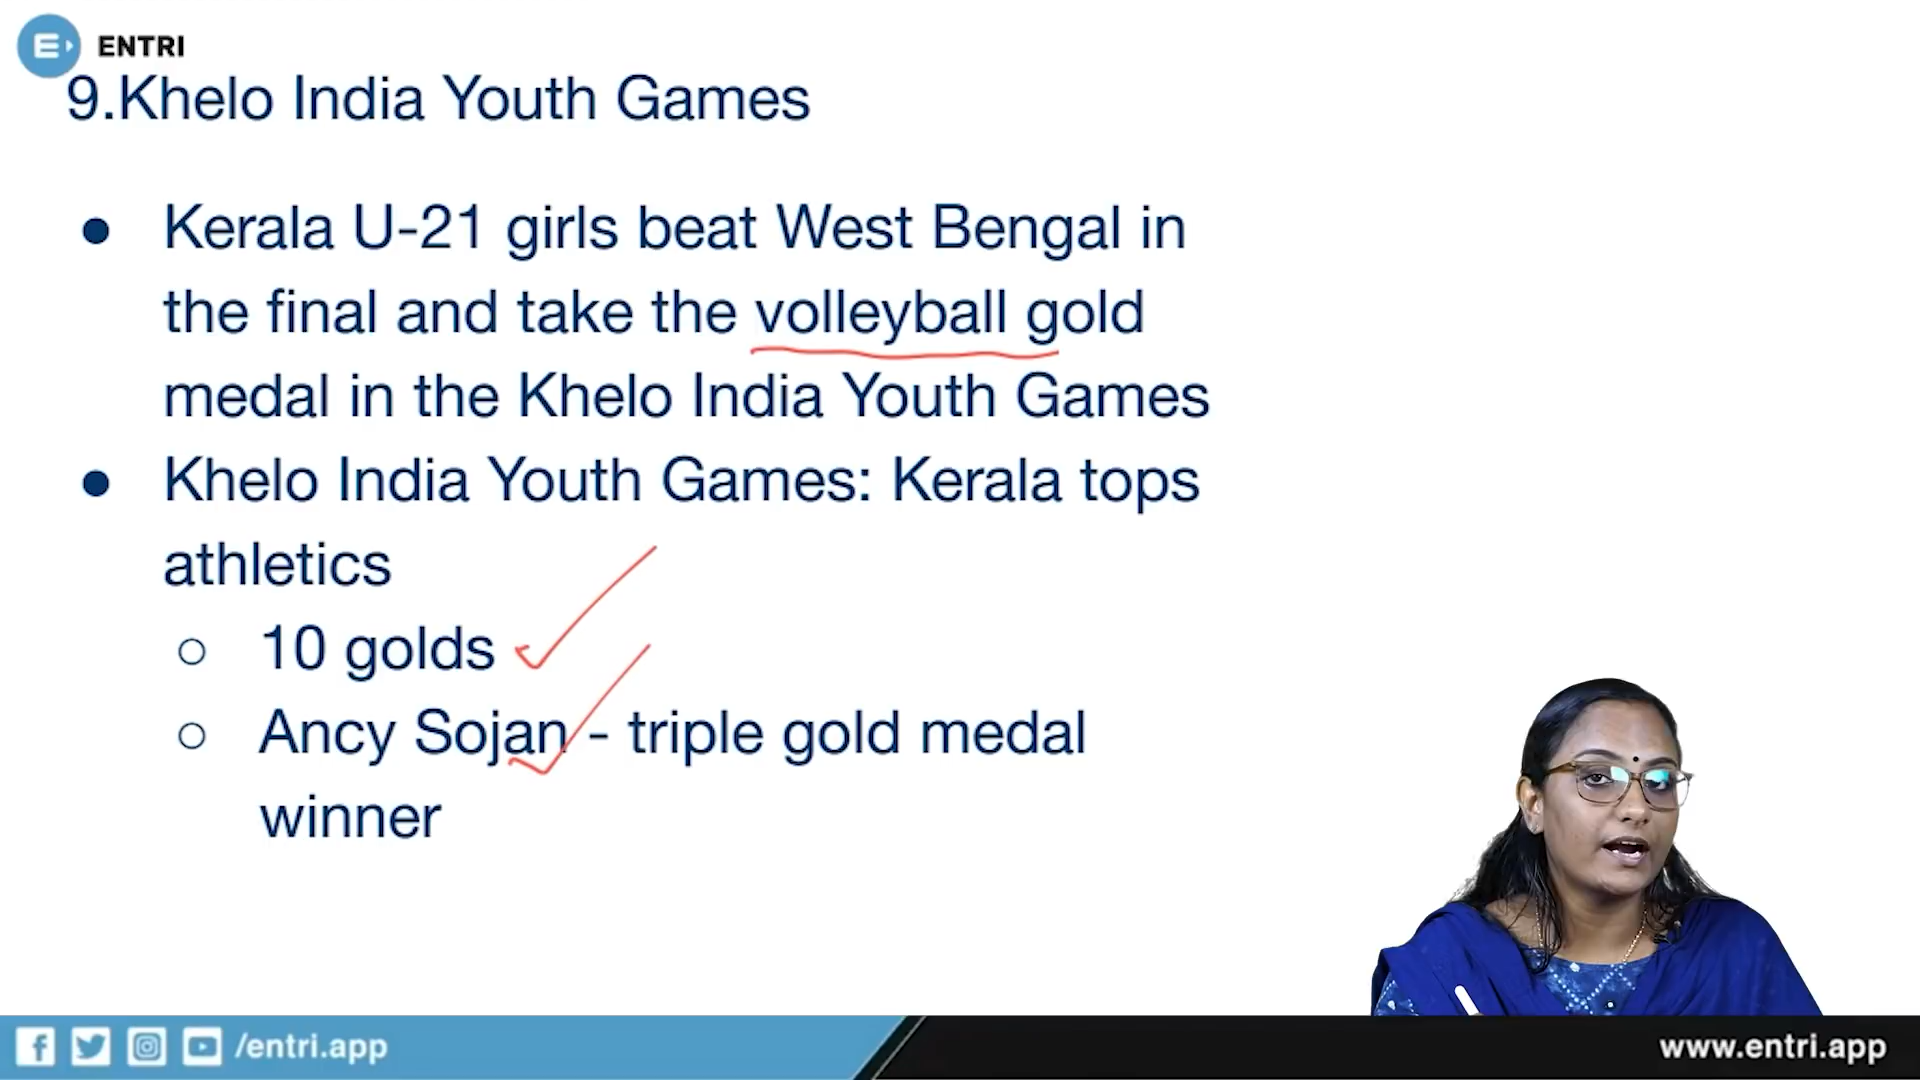 ENTRI
9.Khelo India Youth Games
● Kerala U-21 girls beat West Bengal in
the final and take the volleyball gold
medal in the Khelo India Youth Games
● Khelo India Youth Games: Kerala tops
athletics
○ 10 golds
○ Ancy Sojan - triple gold medal
winner
/entri.app
www.entri.app